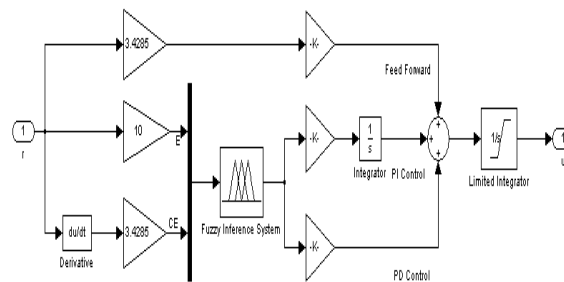 3.4285
-K-
Feed Forward
1
r
10
E
-K-
1
s
Integrator
PI Control
+
+
+
1/s
Limited Integrator
1
u
du/dt
Derivative
3.4285
CE
Fuzzy Inference System
-K-
PD Control